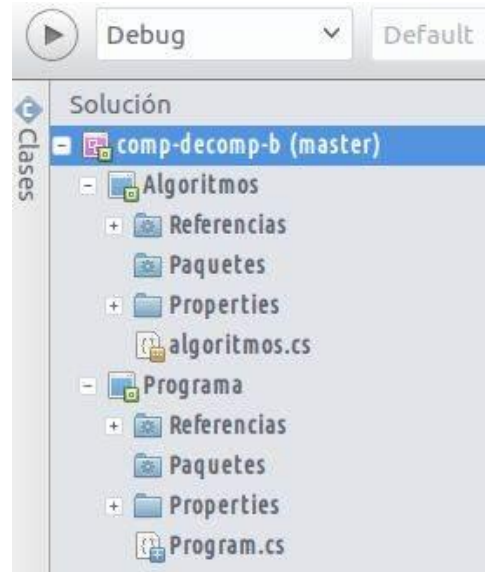 Debug Default
Clases
Solución
comp-decomp-b (master)
Algoritmos
Referencias
Paquetes
Properties
algoritmos.cs
Programa
Referencias
Paquetes
Properties
Program.cs